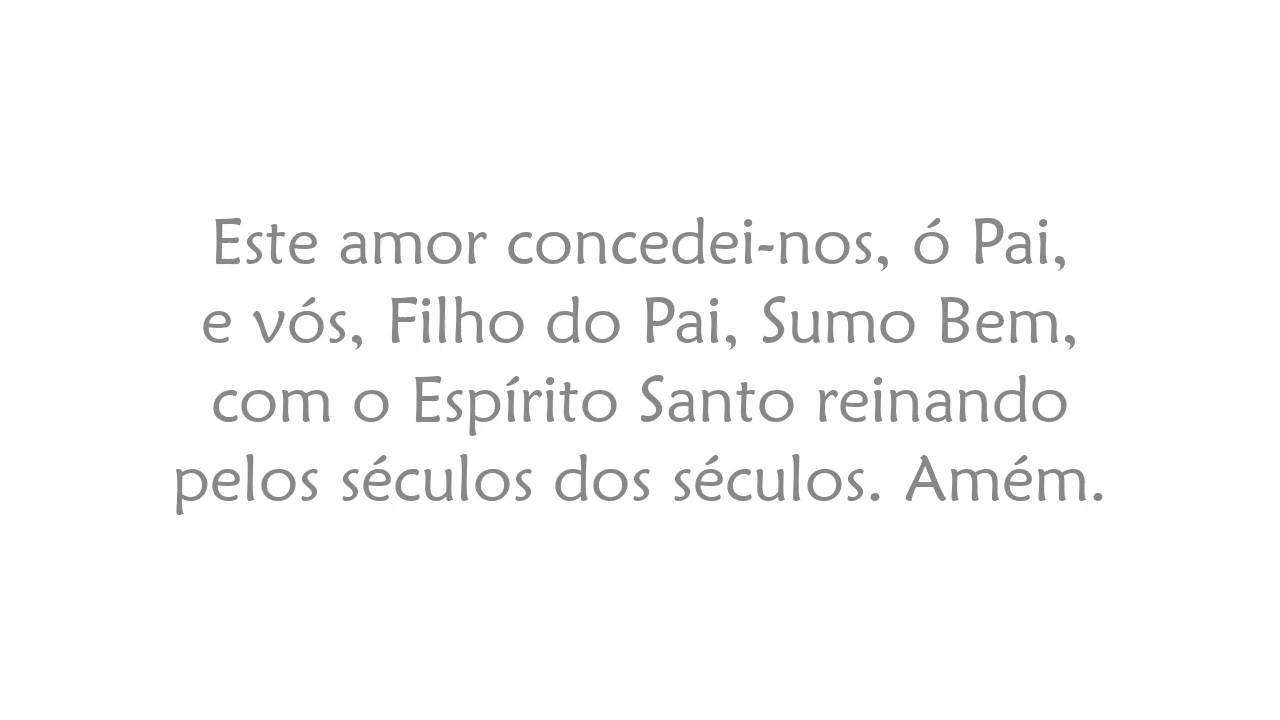 Este amor concedei-nos, ó Pai,
e vós, Filho do Pai, Sumo Bem,
com o Espírito Santo reinando
pelos séculos dos séculos. Amém.